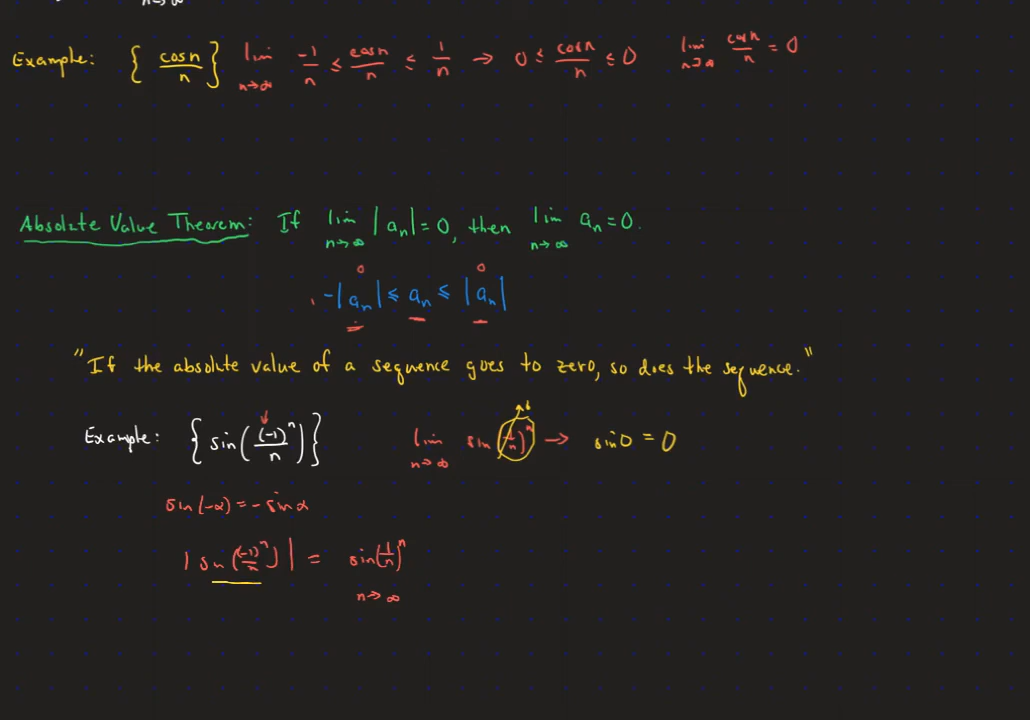 n→∞
Example: { cos n / n } lim n→∞ -1/n ≤ cos n / n ≤ 1/n → 0 ≤ cos n / n ≤ 0 lim n→∞ cos n / n = 0
Absolute Value Theorem: If lim n→∞ |aₙ| = 0, then lim n→∞ aₙ = 0.
0 0
-|aₙ| ≤ aₙ ≤ |aₙ|
"If the absolute value of a sequence goes to zero, so does the sequence."
Example: { sin( (-1)ⁿ / n ) } lim n→∞ sin (1/n)ⁿ → sin 0 = 0
sin(-α) = - sin α
| sin ( (-1)ⁿ / n ) | = sin(1/n)ⁿ
n→∞